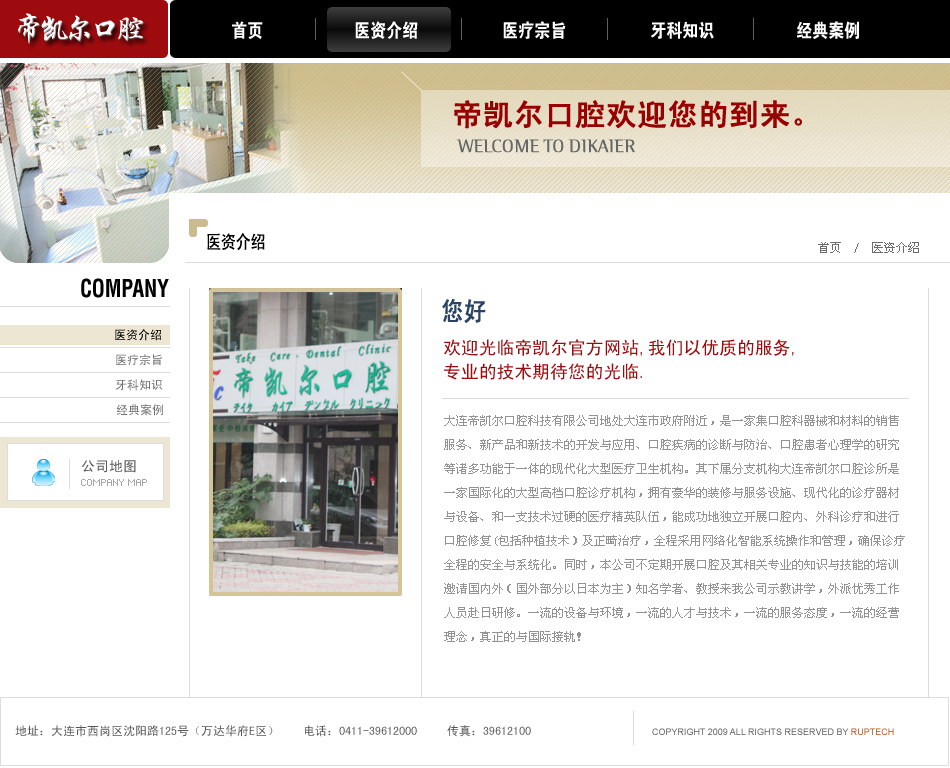 帝凯尔口腔
首页
医资介绍
医疗宗旨
牙科知识
经典案例
帝凯尔口腔欢迎您的到来。
WELCOME TO DIKAIER
医资介绍
首页 / 医资介绍
COMPANY
医资介绍
医疗宗旨
牙科知识
经典案例
公司地图
COMPANY MAP
Take Care Dental Clinic
帝凯尔口腔
テイケ カイア デンタル クリニック
您好
欢迎光临帝凯尔官方网站, 我们以优质的服务,
专业的技术期待您的光临.
大连帝凯尔口腔科技有限公司地处大连市政府附近，是一家集口腔科器械和材料的销售
服务、新产品和新技术的开发与应用、口腔疾病的诊断与防治、口腔患者心理学的研究
等诸多功能于一体的现代化大型医疗卫生机构。其下属分支机构大连帝凯尔口腔诊所是
一家国际化的大型高档口腔诊疗机构，拥有豪华的装修与服务设施、现代化的诊疗器材
与设备、和一支技术过硬的医疗精英队伍，能成功地独立开展口腔内、外科诊疗和进行
口腔修复(包括种植技术）及正畸治疗，全程采用网络化智能系统操作和管理，确保诊疗
全程的安全与系统化。同时，本公司不定期开展口腔及其相关专业的知识与技能的培训
邀请国内外（国外部分以日本为主）知名学者、教授来我公司示教讲学，外派优秀工作
人员赴日研修。一流的设备与环境，一流的人才与技术，一流的服务态度，一流的经营
理念，真正的与国际接轨！
地址：大连市西岗区沈阳路125号（万达华府E区） 电话：0411-39612000 传真：39612100
COPYRIGHT 2009 ALL RIGHTS RESERVED BY RUPTECH